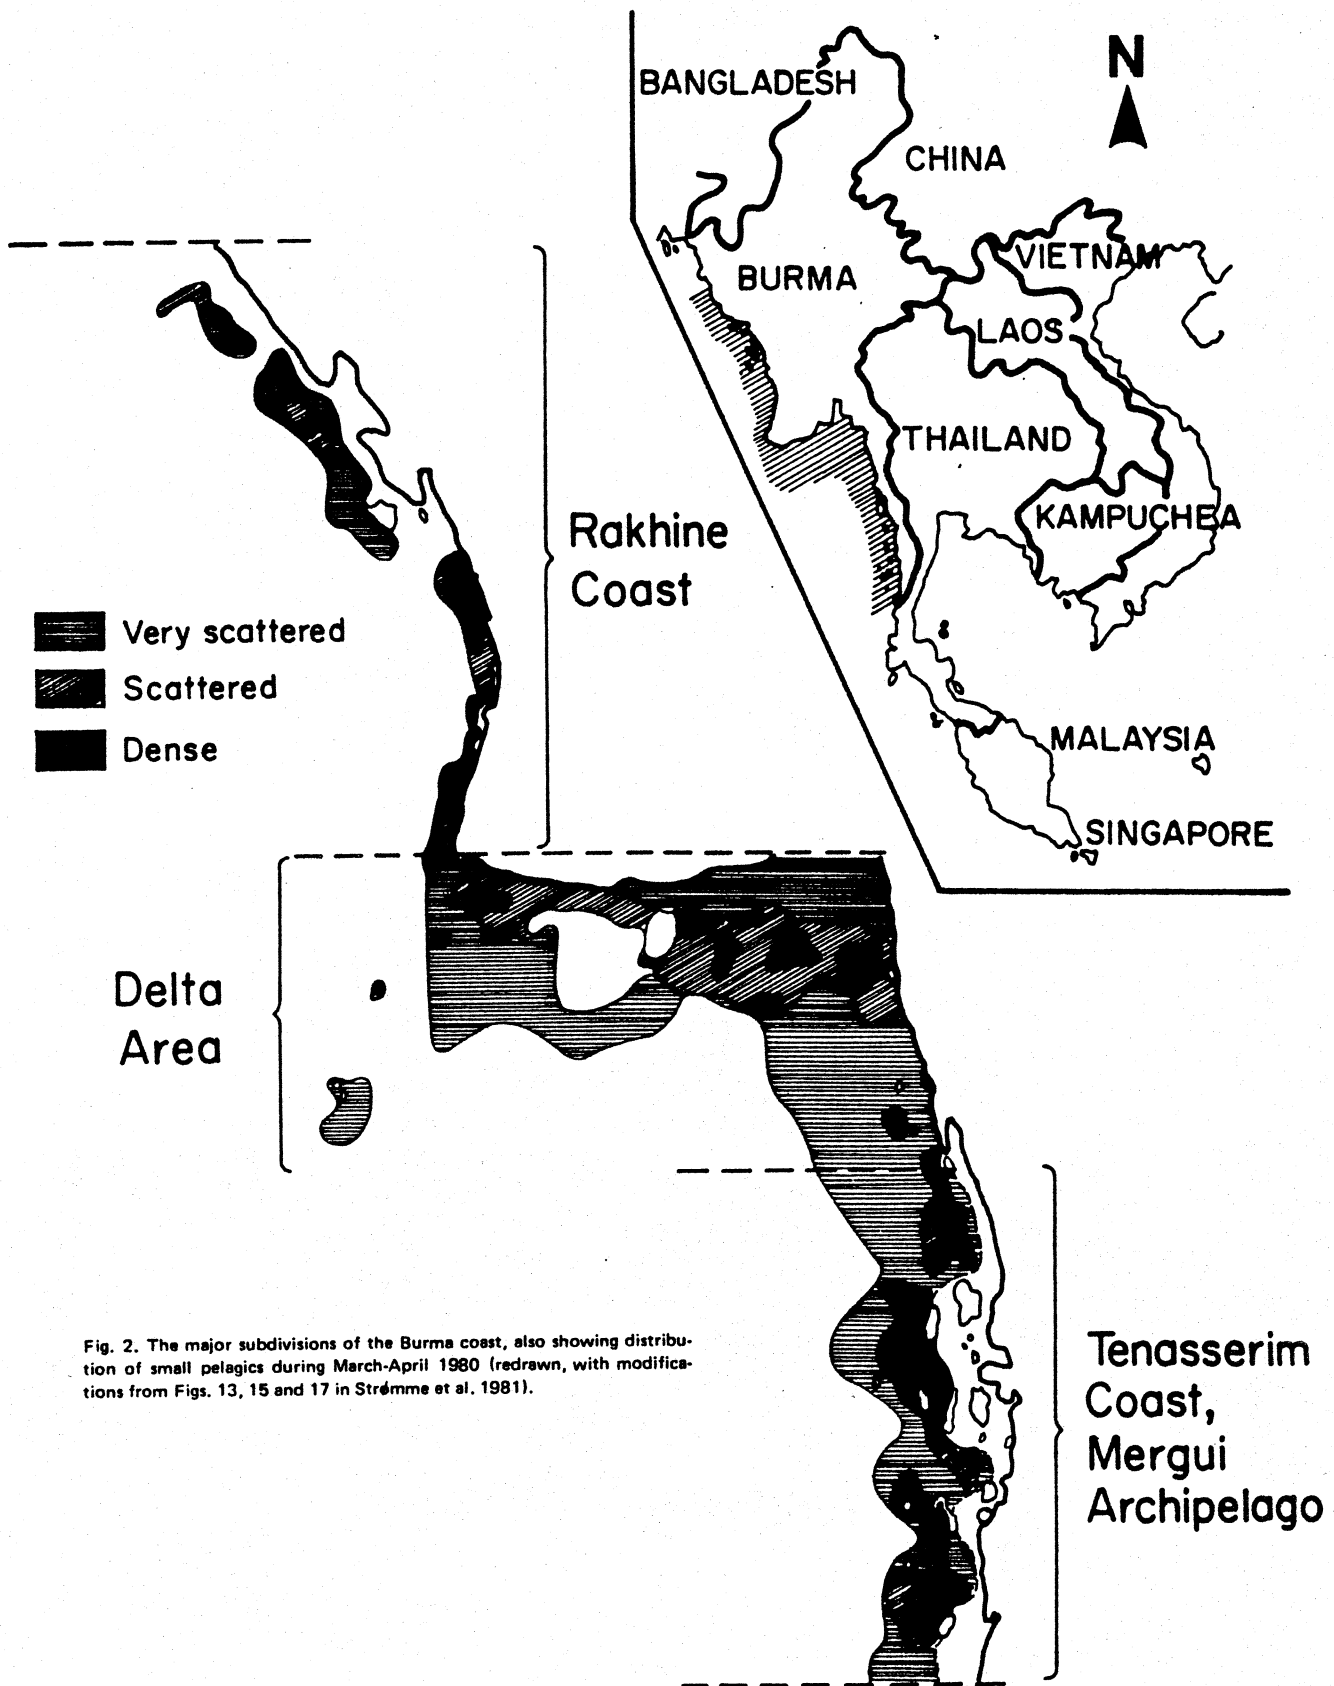 N
BANGLADESH
CHINA
VIETNAM
BURMA
LAOS
THAILAND
KAMPUCHEA
MALAYSIA
SINGAPORE
Rakhine
Coast
Very scattered
Scattered
Dense
Delta
Area
Fig. 2. The major subdivisions of the Burma coast, also showing distribu-
tion of small pelagics during March-April 1980 (redrawn, with modifica-
tions from Figs. 13, 15 and 17 in Strømme et al. 1981).
Tenasserim
Coast,
Mergui
Archipelago